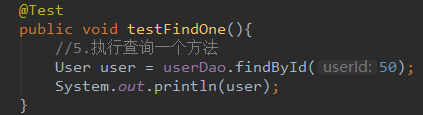 @Test
public void testFindOne(){
//5.执行查询一个方法
User user = userDao.findById( userId: 50);
System.out.println(user);
}